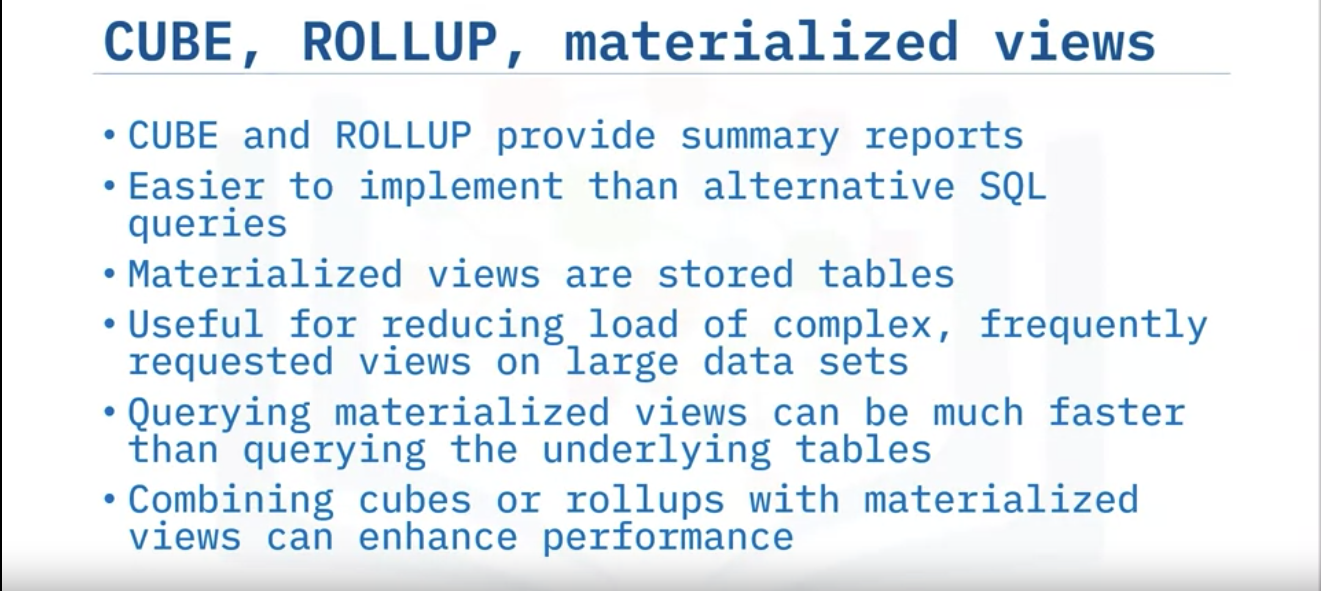 CUBE, ROLLUP, materialized views
• CUBE and ROLLUP provide summary reports
• Easier to implement than alternative SQL
queries
• Materialized views are stored tables
• Useful for reducing load of complex, frequently
requested views on large data sets
• Querying materialized views can be much faster
than querying the underlying tables
• Combining cubes or rollups with materialized
views can enhance performance